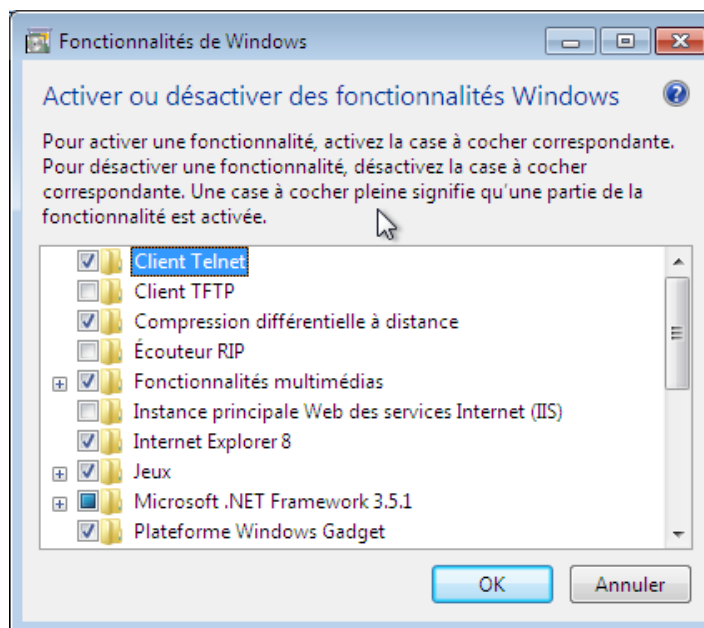 Fonctionnalités de Windows
Activer ou désactiver des fonctionnalités Windows
Pour activer une fonctionnalité, activez la case à cocher correspondante.
Pour désactiver une fonctionnalité, désactivez la case à cocher
correspondante. Une case à cocher pleine signifie qu'une partie de la
fonctionnalité est activée.
Client Telnet
Client TFTP
Compression différentielle à distance
Écouteur RIP
Fonctionnalités multimédias
Instance principale Web des services Internet (IIS)
Internet Explorer 8
Jeux
Microsoft .NET Framework 3.5.1
Plateforme Windows Gadget
OK
Annuler